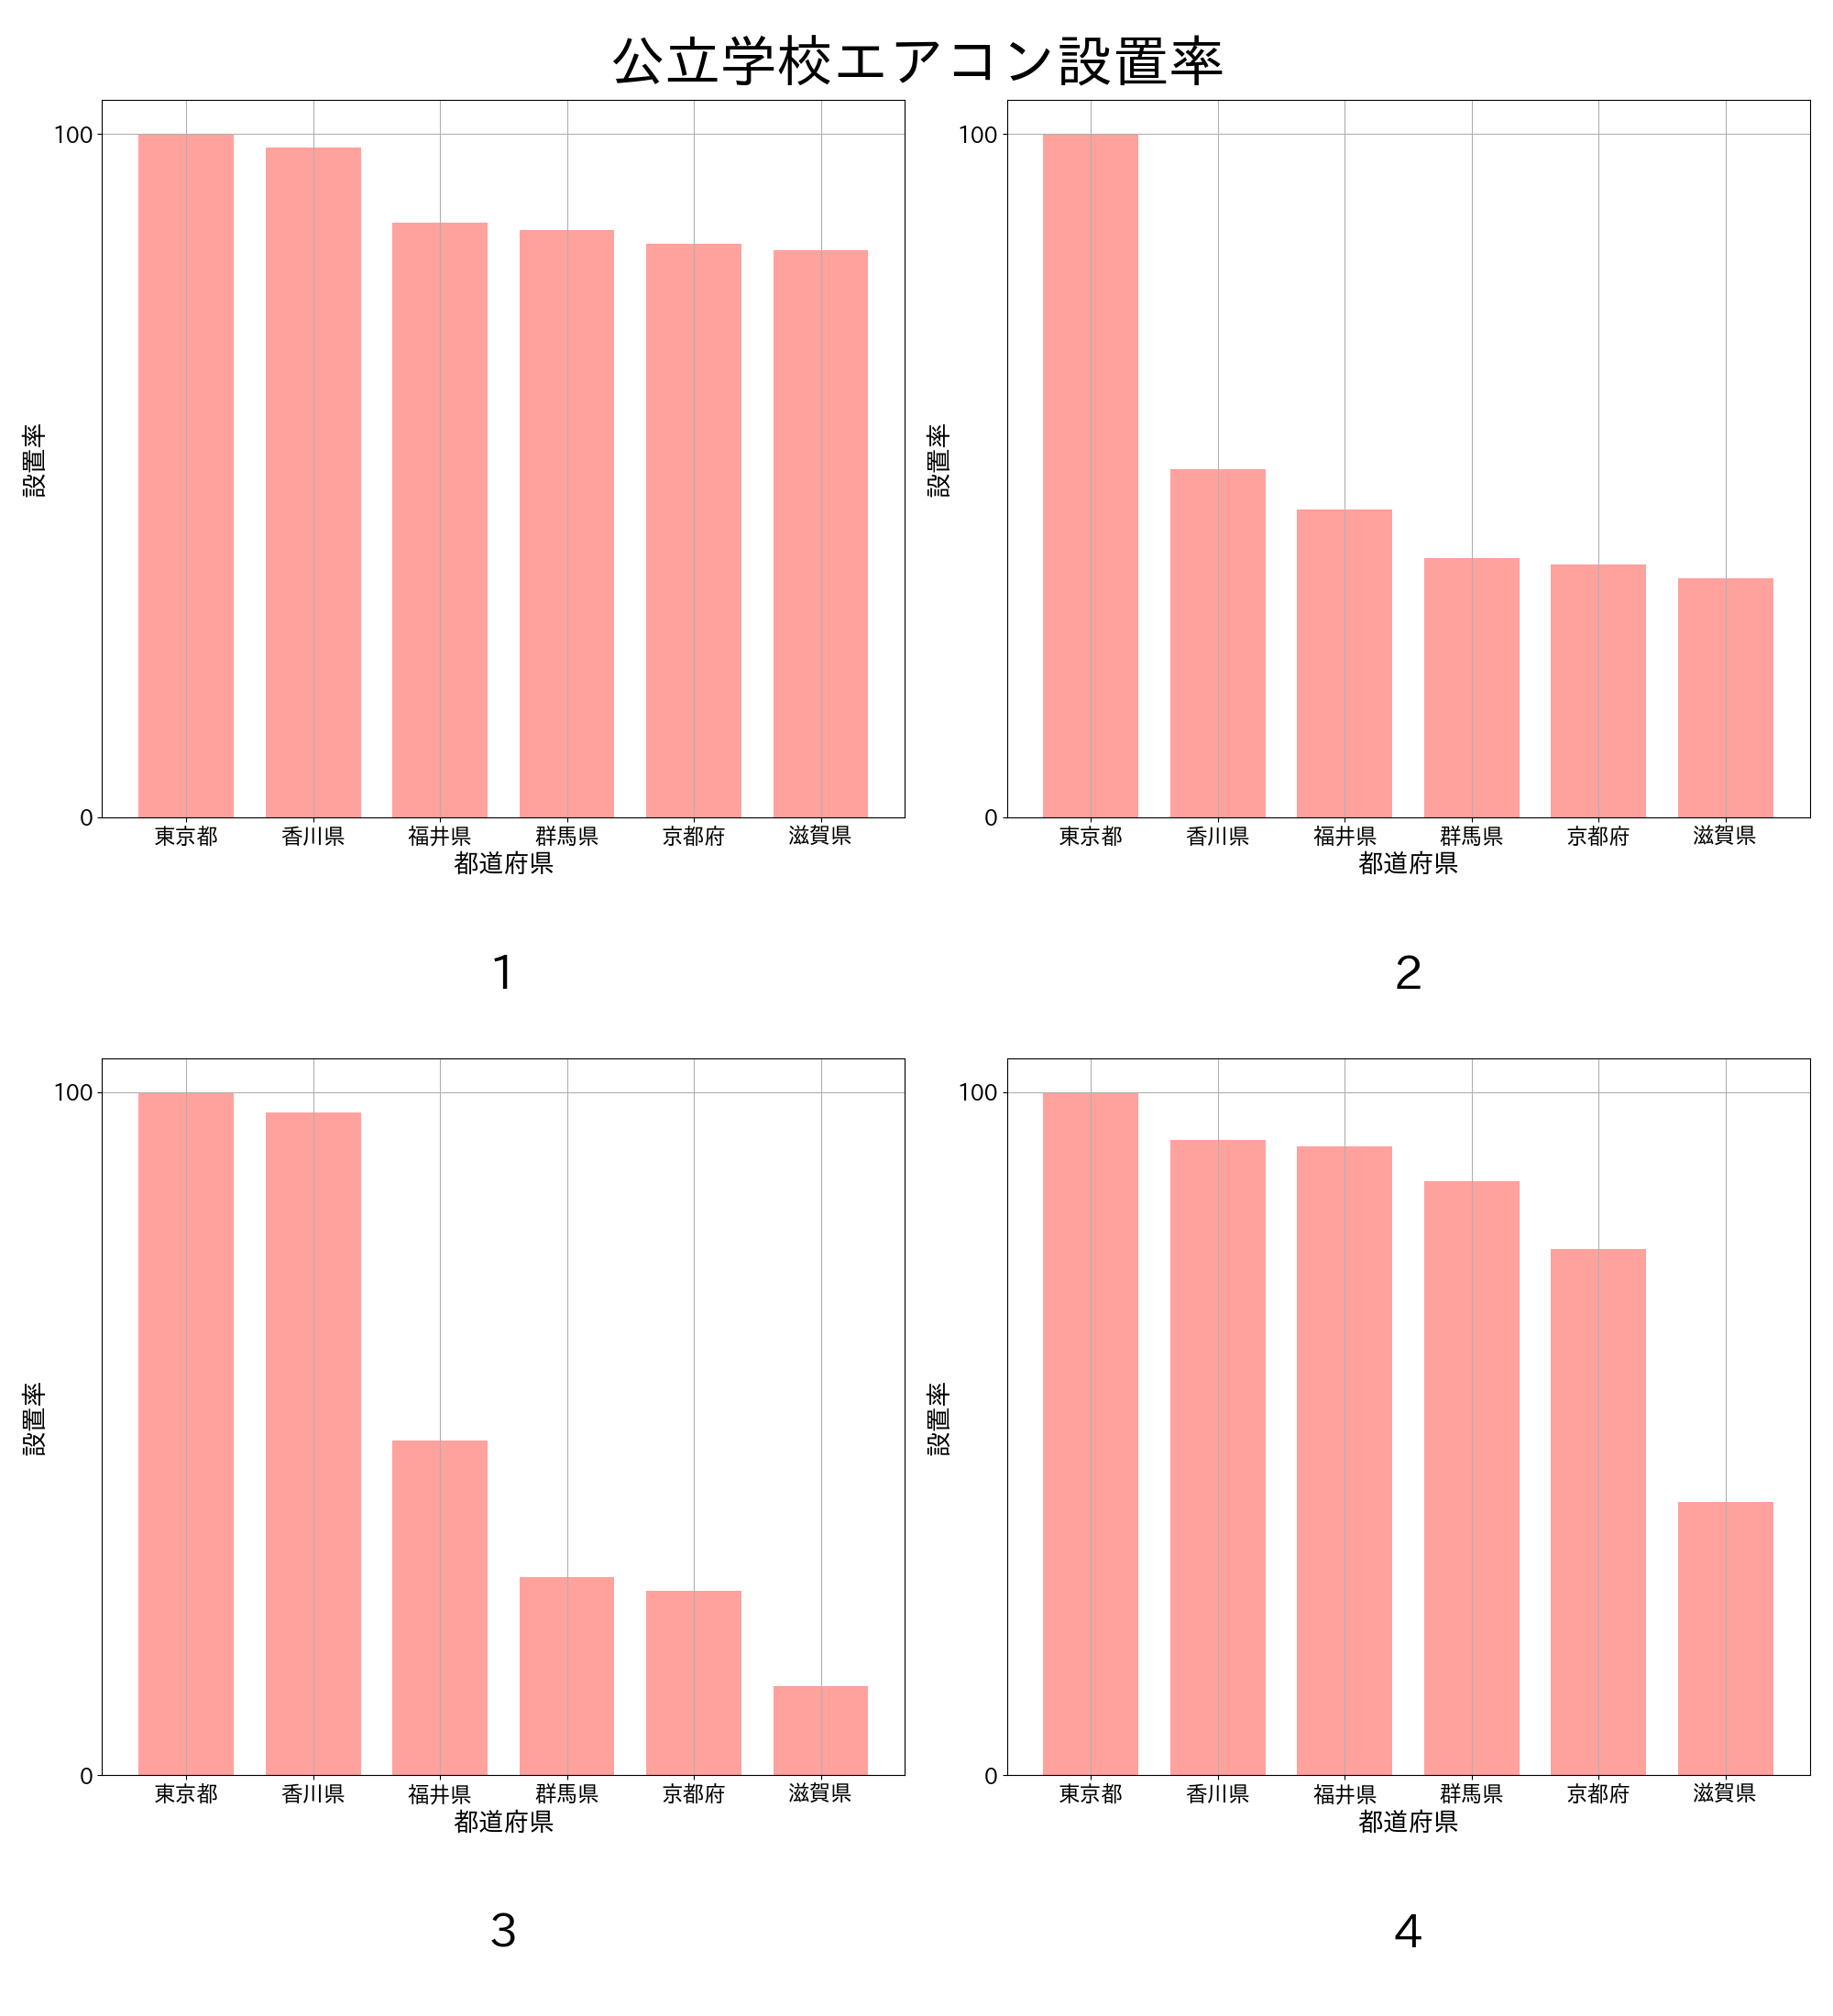 公立学校エアコン設置率
100
0
設置率
東京都 香川県 福井県 群馬県 京都府 滋賀県
都道府県
1
100
0
設置率
東京都 香川県 福井県 群馬県 京都府 滋賀県
都道府県
2
100
0
設置率
東京都 香川県 福井県 群馬県 京都府 滋賀県
都道府県
3
100
0
設置率
東京都 香川県 福井県 群馬県 京都府 滋賀県
都道府県
4